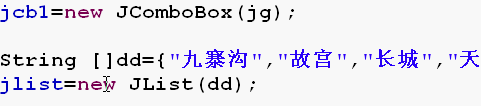 jcb1=new JComboBox(jg);
String []dd={"九寨沟","故宫","长城","天
jlist=new JList(dd);